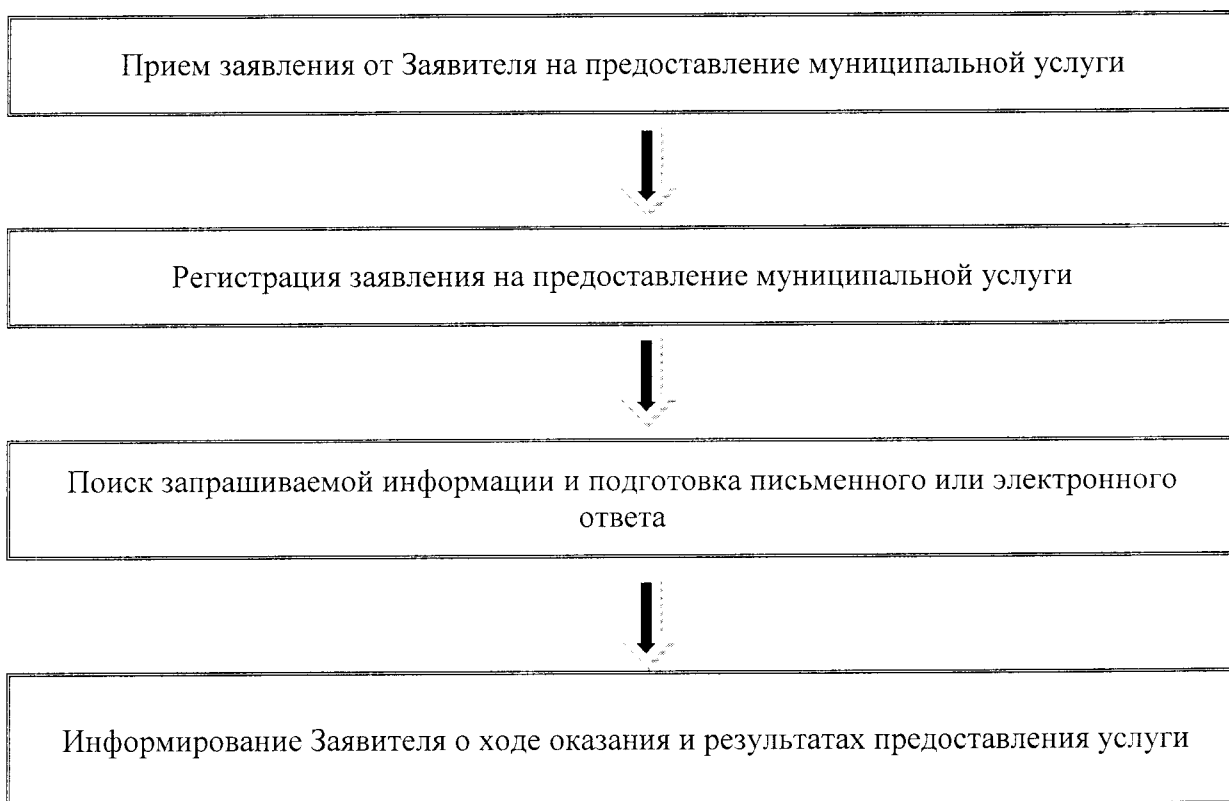 Прием заявления от Заявителя на предоставление муниципальной услуги
Регистрация заявления на предоставление муниципальной услуги
Поиск запрашиваемой информации и подготовка письменного или электронного
ответа
Информирование Заявителя о ходе оказания и результатах предоставления услуги